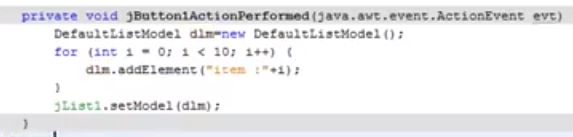 private void jButton1ActionPerformed(java.awt.event.ActionEvent evt)
DefaultListModel dlm=new DefaultListModel();
for (int i = 0; i < 10; i++) {
dlm.addElement("item :"+i);
}
jList1.setModel(dlm);
}